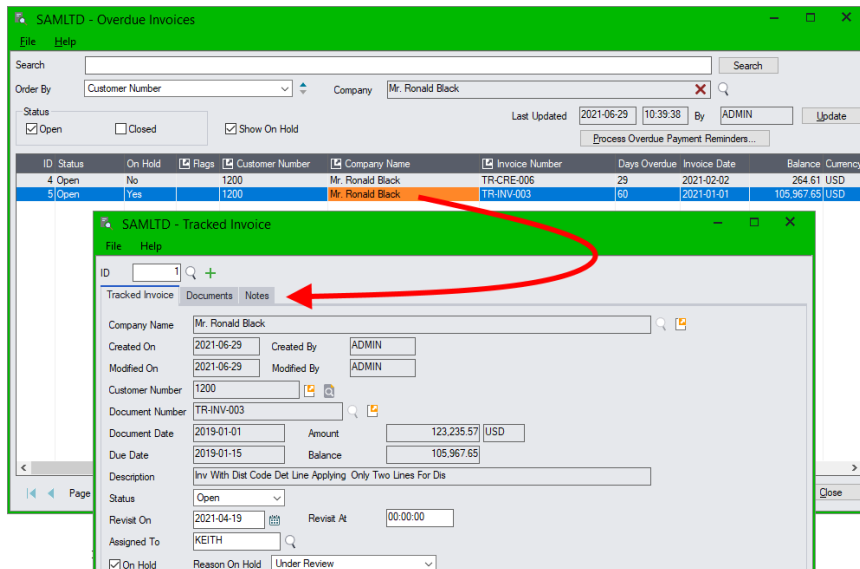 SAMLTD - Overdue Invoices
File Help
Search Search
Order By Customer Number Company Mr. Ronald Black
Status Last Updated 2021-06-29 10:39:38 By ADMIN Update
Open Closed Show On Hold
Process Overdue Payment Reminders...
ID Status On Hold Flags Customer Number Company Name Invoice Number Days Overdue Invoice Date Balance Currency
4 Open No 1200 Mr. Ronald Black TR-CRE-006 29 2021-02-02 264.61 USD
5 Open Yes 1200 Mr. Ronald Black TR-INV-003 60 2021-01-01 105,967.65 USD
SAMLTD - Tracked Invoice
File Help
ID 1
Tracked Invoice Documents Notes
Company Name Mr. Ronald Black
Created On 2021-06-29 Created By ADMIN
Modified On 2021-06-29 Modified By ADMIN
Customer Number 1200
Document Number TR-INV-003
Document Date 2019-01-01 Amount 123,235.57 USD
Due Date 2019-01-15 Balance 105,967.65
Description Inv With Dist Code Det Line Applying Only Two Lines For Dis
Page Close
Status Open
Revisit On 2021-04-19 Revisit At 00:00:00
Assigned To KEITH
On Hold Reason On Hold Under Review